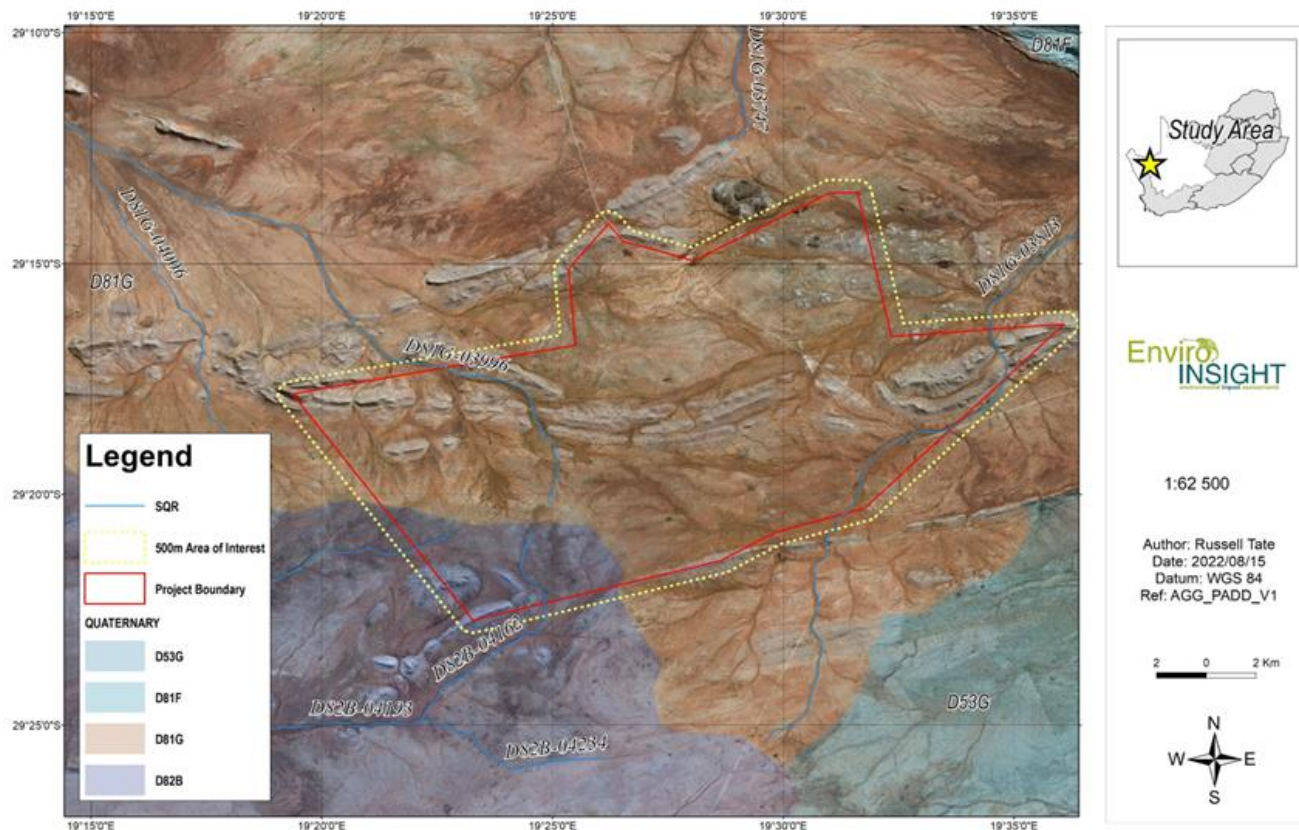 19°15'0"E
19°20'0"E
19°25'0"E
19°30'0"E
19°35'0"E
29°10'0"S
D81F
D81G-03747
Study Area
D81G-04006
D81G-03813
29°15'0"S
D81G
D81G-03996
Enviro
INSIGHT
environmental impact assessments
Legend
SQR
500m Area of Interest
Project Boundary
QUATERNARY
D53G
D81F
D81G
D82B
29°20'0"S
1:62 500
Author: Russell Tate
Date: 2022/08/15
Datum: WGS 84
Ref: AGG_PADD_V1
D82B-04162
D82B-04193
D53G
D82B-04234
2 0 2 Km
29°25'0"S
N
W E
S
19°15'0"E
19°20'0"E
19°25'0"E
19°30'0"E
19°35'0"E